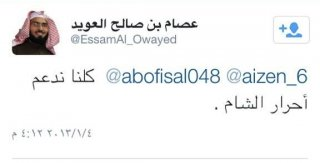 عصام بن صالح العويد
@EssamAl_Owayed
@abofisal048 @aizen_6 كلنا ندعم
أحرار الشام .
٢٠١٣/١/٤ ٤:١٢ م